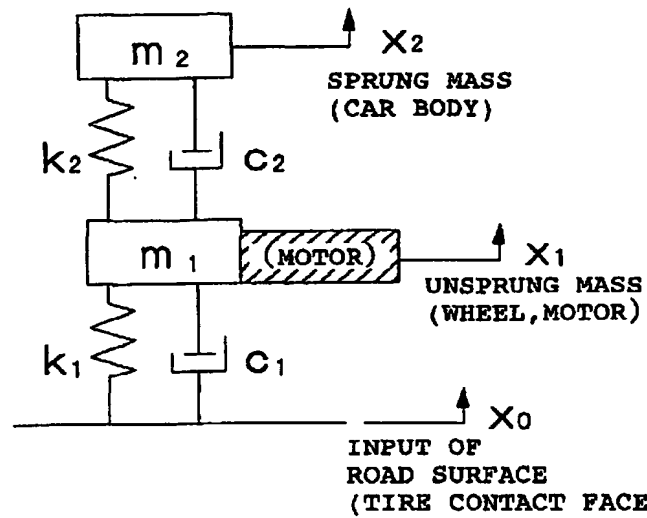 m2
x2
SPRUNG MASS
(CAR BODY)
k2
c2
m1
(MOTOR)
x1
UNSPRUNG MASS
(WHEEL,MOTOR)
k1
c1
x0
INPUT OF
ROAD SURFACE
(TIRE CONTACT FACE